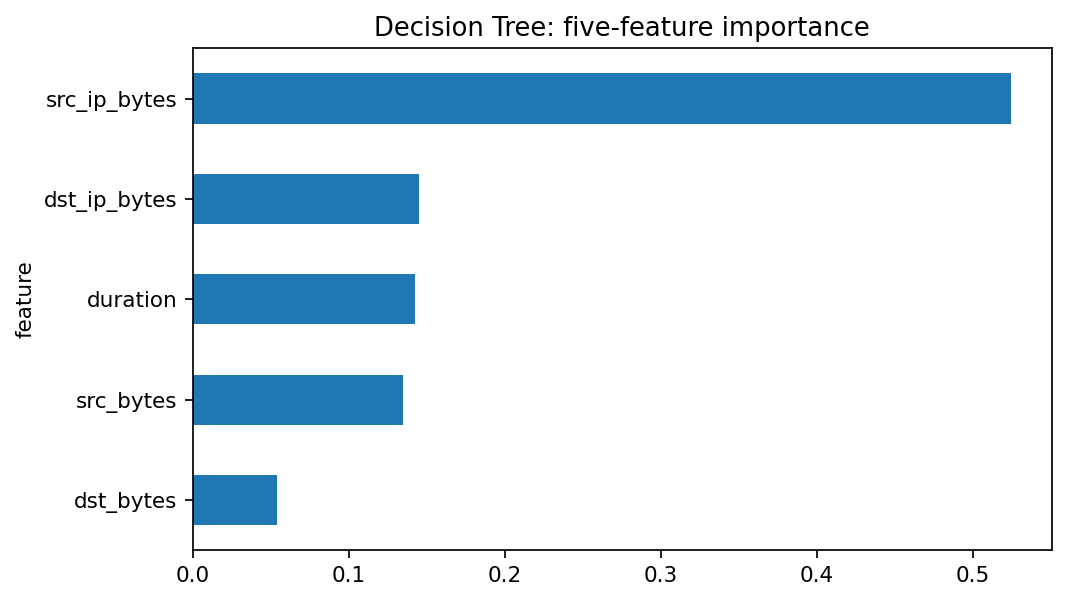 Decision Tree: five-feature importance
src_ip_bytes
dst_ip_bytes
duration
src_bytes
dst_bytes
feature
0.0 0.1 0.2 0.3 0.4 0.5